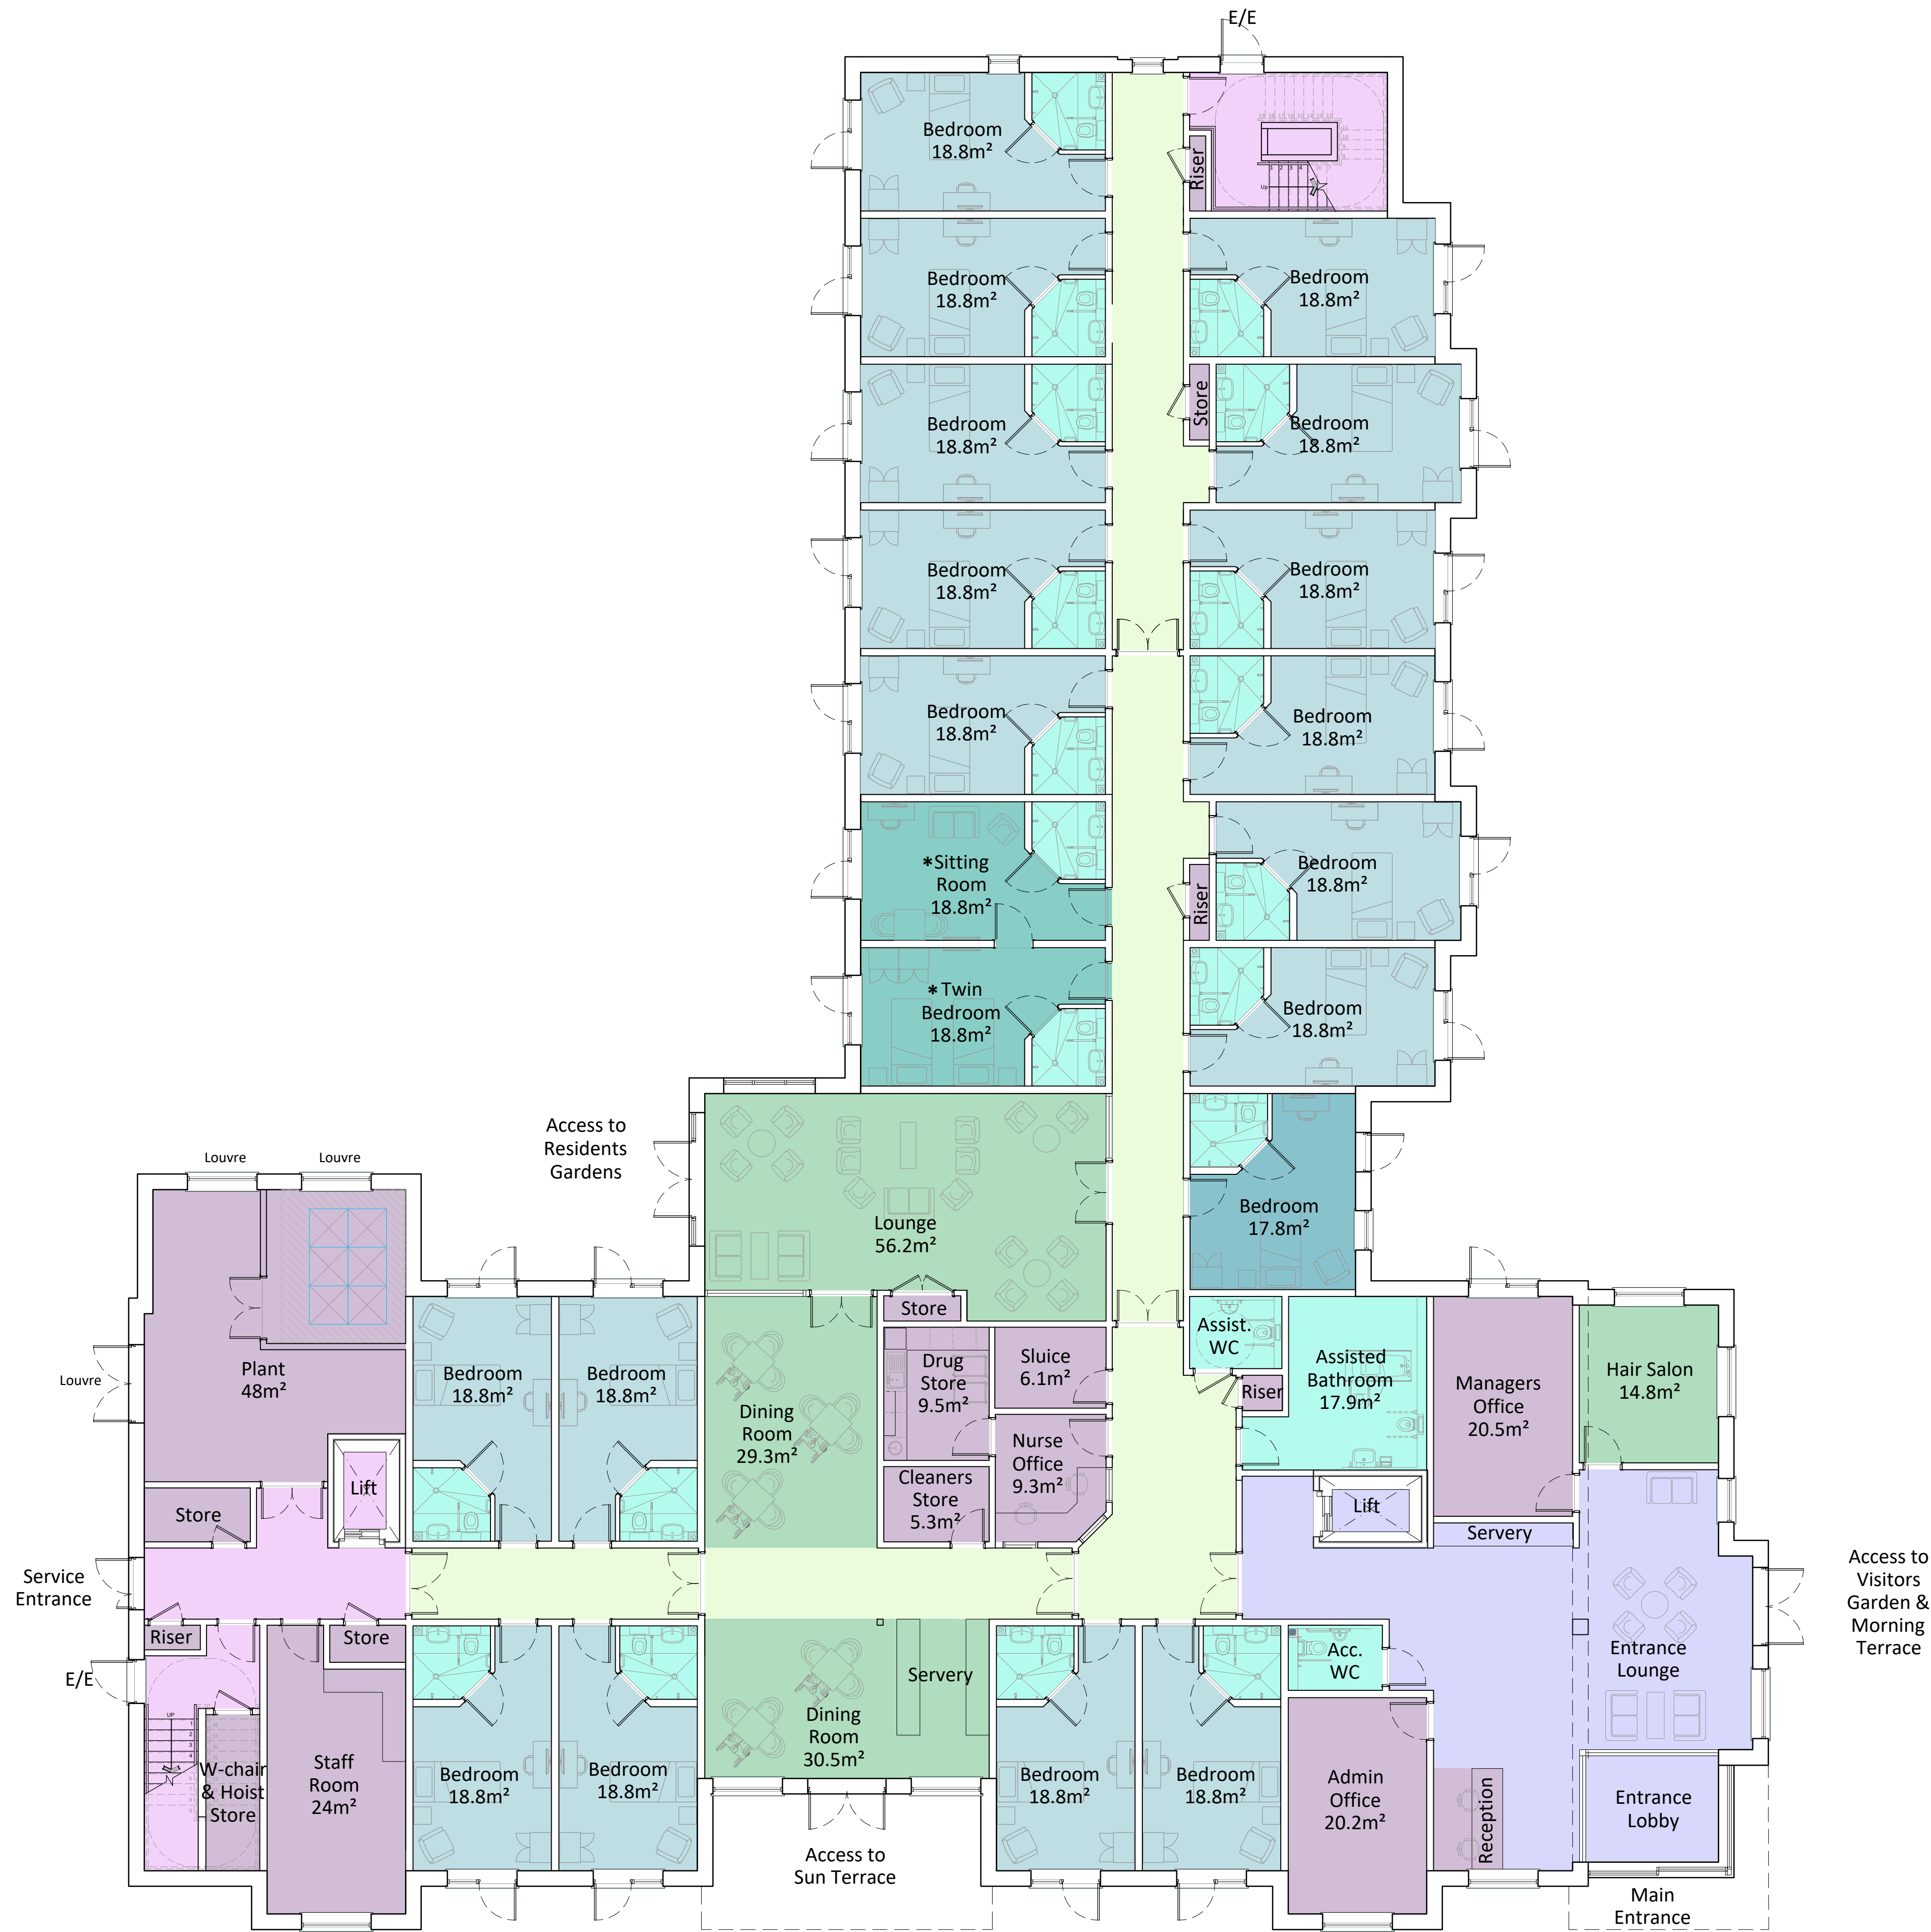 E/E
Bedroom
18.8m²
Riser
Up
Bedroom
18.8m²
Bedroom
18.8m²
Bedroom
18.8m²
Store
Bedroom
18.8m²
Bedroom
18.8m²
Bedroom
18.8m²
Bedroom
18.8m²
Bedroom
18.8m²
*Sitting
Room
18.8m²
Riser
Bedroom
18.8m²
*Twin
Bedroom
18.8m²
Bedroom
18.8m²
Access to
Residents
Gardens
Louvre
Louvre
Lounge
56.2m²
Bedroom
17.8m²
Louvre
Plant
48m²
Bedroom
18.8m²
Bedroom
18.8m²
Store
Dining
Room
29.3m²
Drug
Store
9.5m²
Sluice
6.1m²
Nurse
Office
9.3m²
Cleaners
Store
5.3m²
Assist.
WC
Riser
Assisted
Bathroom
17.9m²
Managers
Office
20.5m²
Hair Salon
14.8m²
Store
Lift
Lift
Servery
Service
Entrance
Access to
Visitors
Garden &
Morning
Terrace
Riser
Store
E/E
UP
1
2
3
4
W-chair
& Hoist
Store
Staff
Room
24m²
Bedroom
18.8m²
Bedroom
18.8m²
Servery
Dining
Room
30.5m²
Bedroom
18.8m²
Bedroom
18.8m²
Acc.
WC
Entrance
Lounge
Admin
Office
20.2m²
Reception
Entrance
Lobby
Access to
Sun Terrace
Main
Entrance